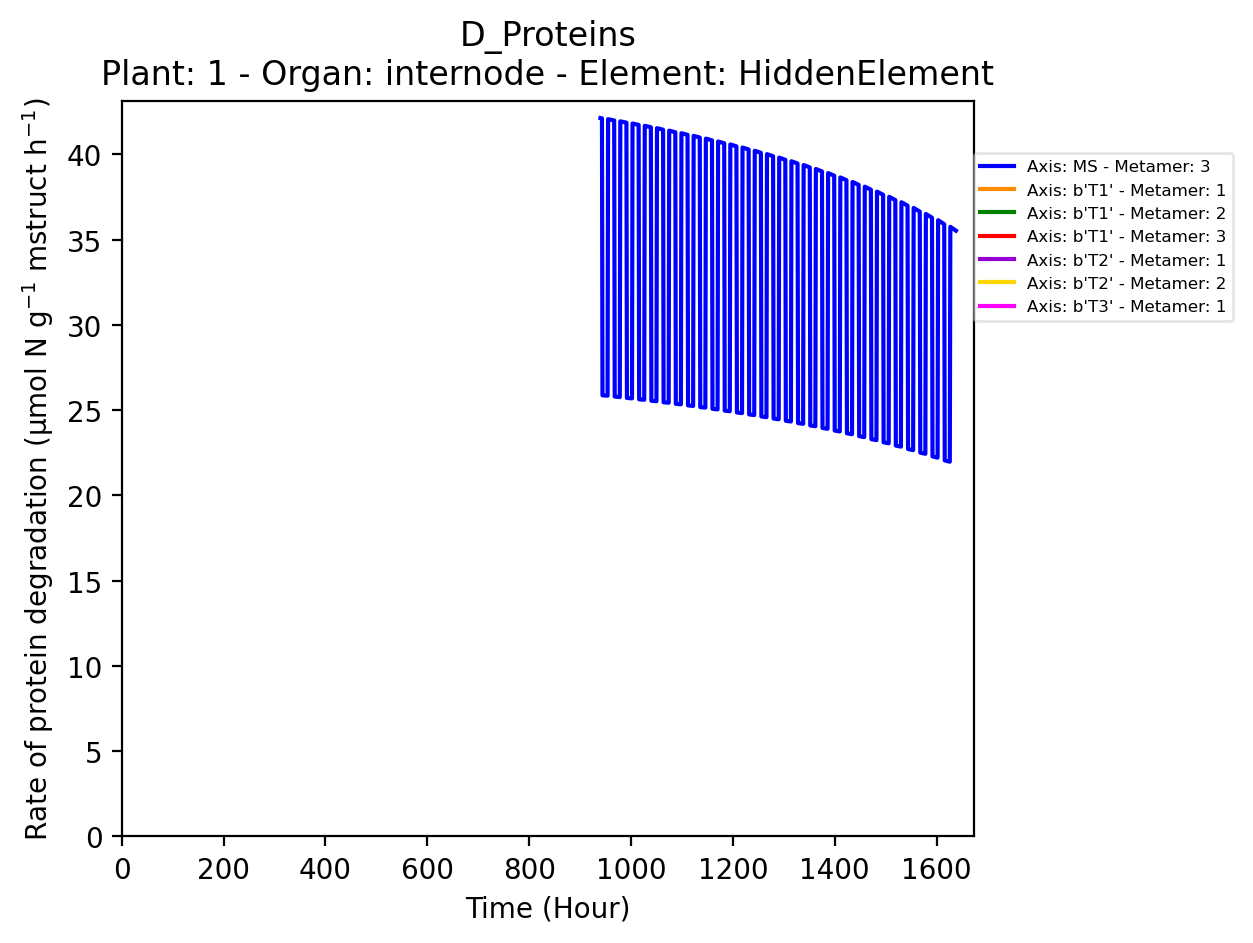 D_Proteins
Plant: 1 - Organ: internode - Element: HiddenElement
Rate of protein degradation (µmol N g⁻¹ mstruct h⁻¹)
40
35
30
25
20
15
10
5
0
0 200 400 600 800 1000 1200 1400 1600
Time (Hour)
Axis: MS - Metamer: 3
Axis: b'T1' - Metamer: 1
Axis: b'T1' - Metamer: 2
Axis: b'T1' - Metamer: 3
Axis: b'T2' - Metamer: 1
Axis: b'T2' - Metamer: 2
Axis: b'T3' - Metamer: 1